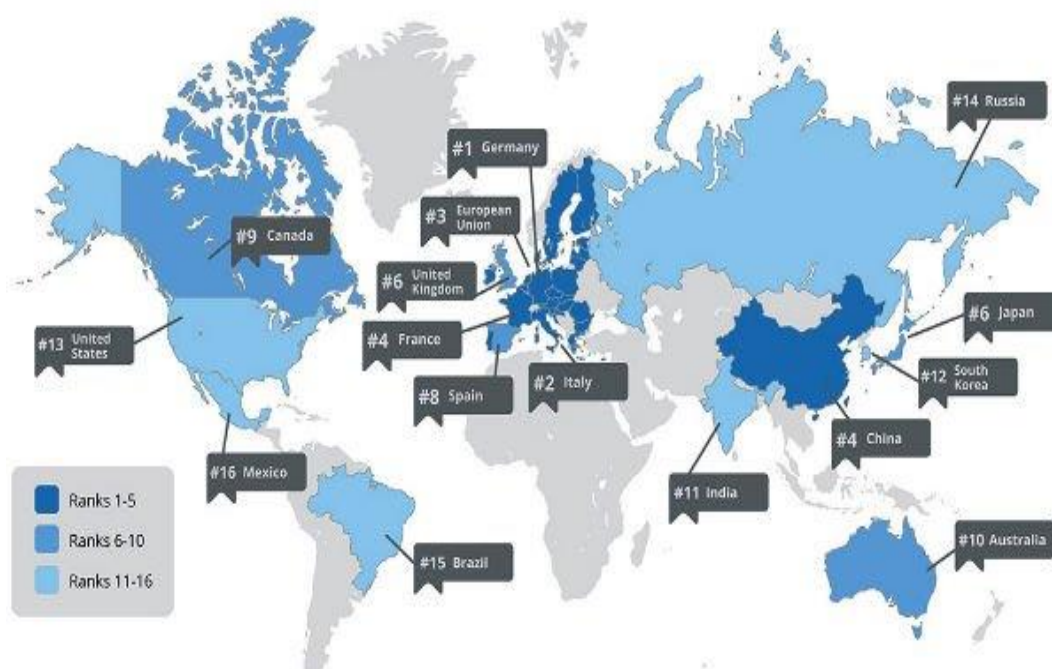 #14 Russia
#1 Germany
#3 European
Union
#9 Canada
#6 United
Kingdom
#13 United
States
#4 France
#6 Japan
#8 Spain
#2 Italy
#12 South
Korea
#4 China
#16 Mexico
#11 India
#15 Brazil
#10 Australia
Ranks 1-5
Ranks 6-10
Ranks 11-16